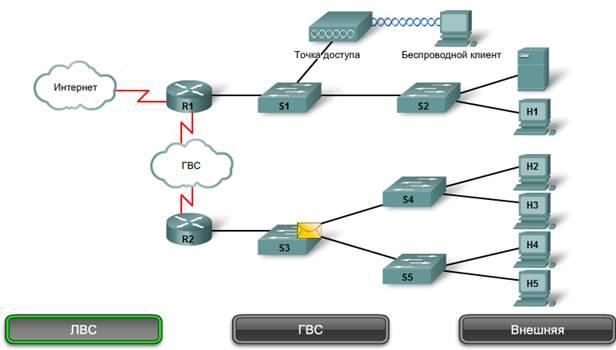 Точка доступа
Беспроводной клиент
Интернет
R1
S1
S2
H1
ГВС
H2
S4
H3
R2
S3
H4
S5
H5
ЛВС
ГВС
Внешняя